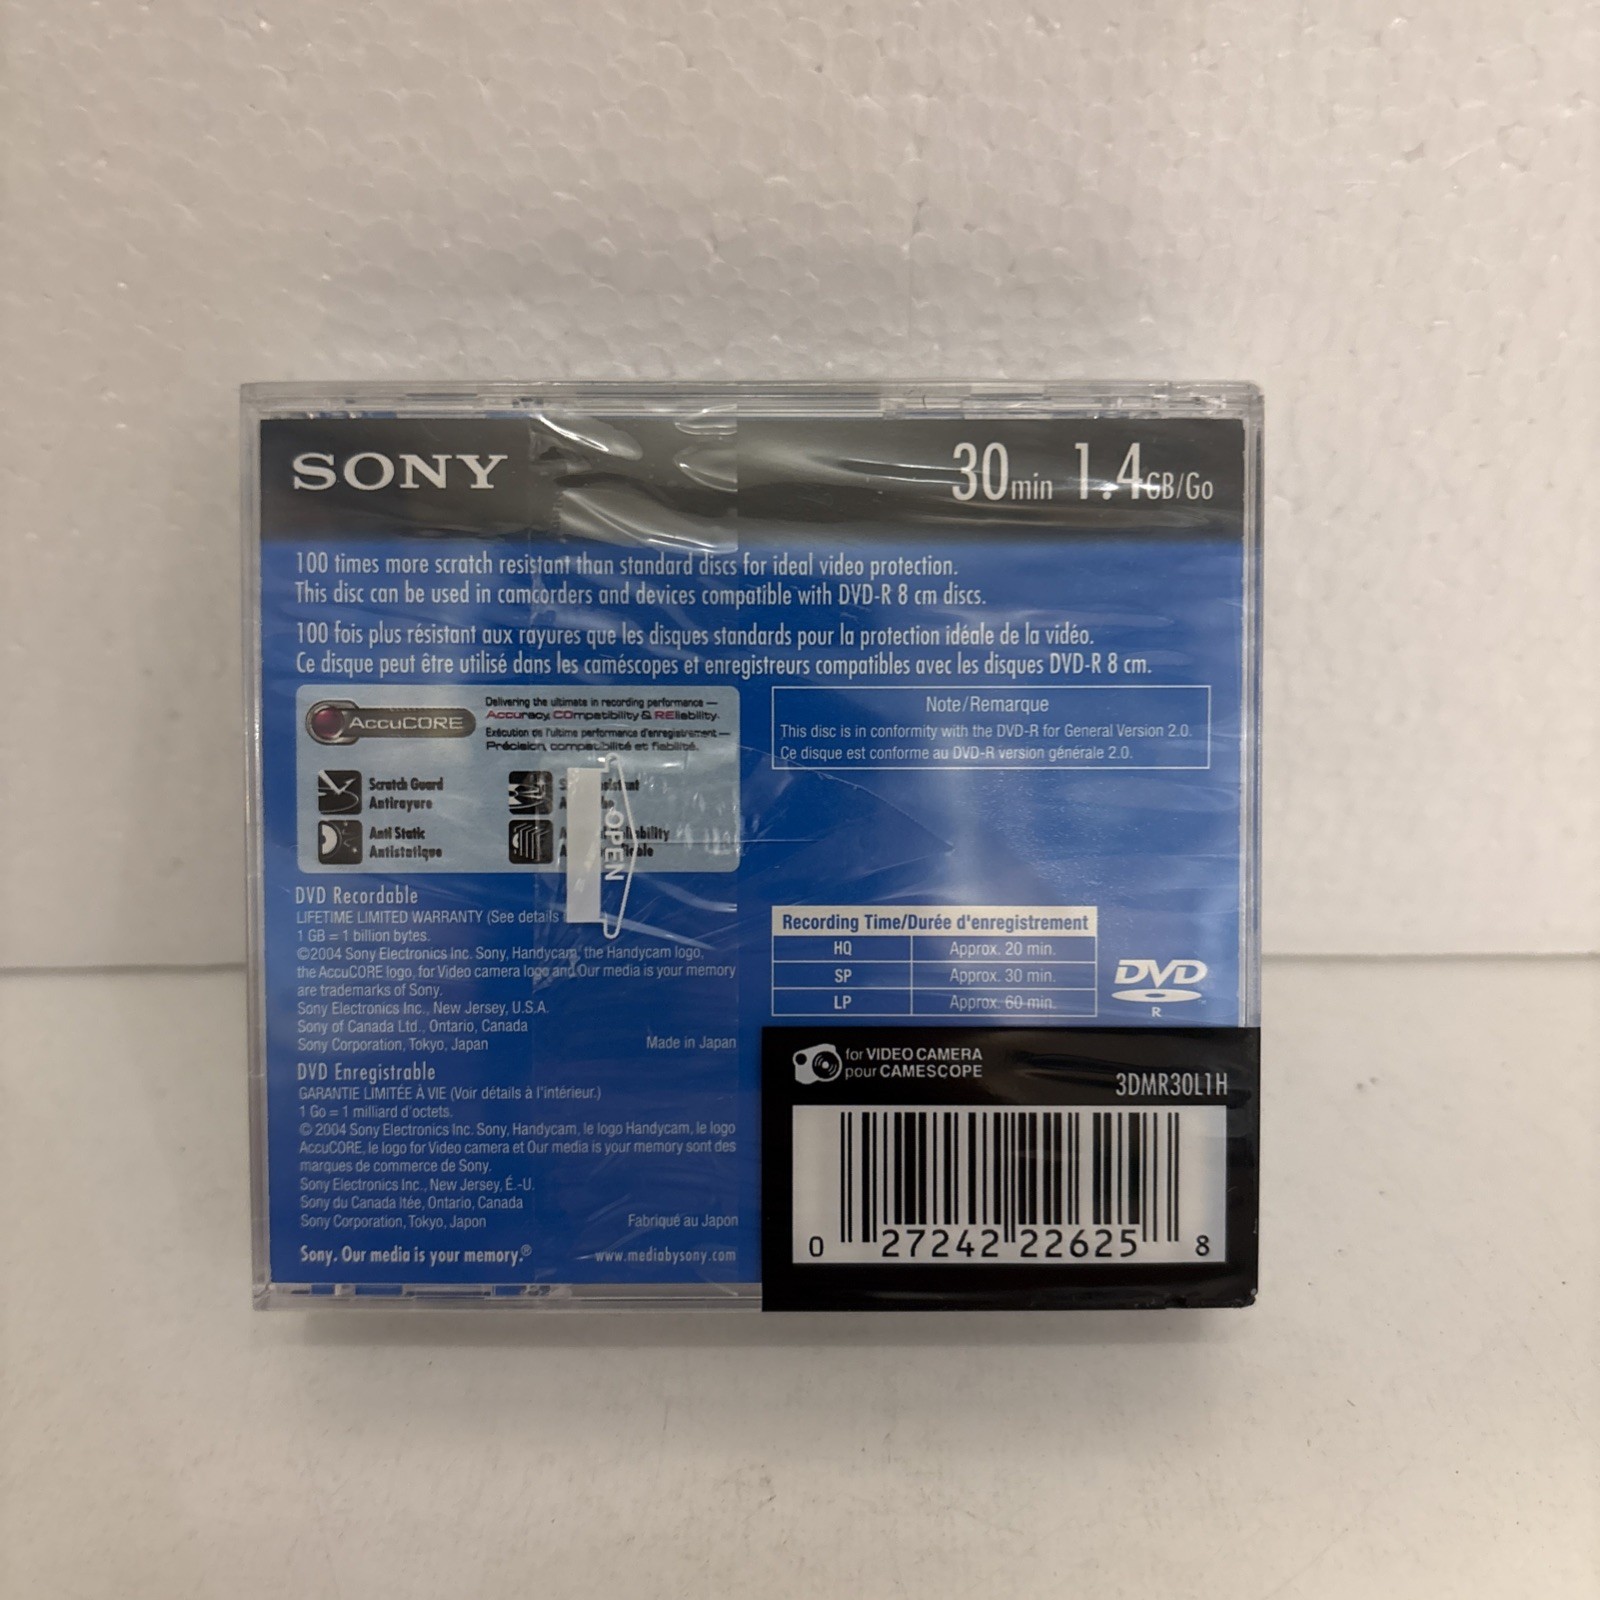 SONY
30min 1.4GB/Go
100 times more scratch resistant than standard discs for ideal video protection.
This disc can be used in camcorders and devices compatible with DVD-R 8 cm discs.
100 fois plus résistant aux rayures que les disques standards pour la protection idéale de la vidéo.
Ce disque peut être utilisé dans les caméscopes et enregistreurs compatibles avec les disques DVD-R 8 cm.
AccuCORE
Delivering the ultimate in recording performance —
Accuracy, COmpatibility & REliability.
Exécution de l'ultime performance d'enregistrement —
Précision, compatibilité et fiabilité.
Scratch Guard
Antirayure
Anti Static
Antistatique
OPEN
Note/Remarque
This disc is in conformity with the DVD-R for General Version 2.0.
Ce disque est conforme au DVD-R version générale 2.0.
DVD Recordable
LIFETIME LIMITED WARRANTY (See details
1 GB = 1 billion bytes.
©2004 Sony Electronics Inc. Sony, Handycam, the Handycam logo,
the AccuCORE logo, for Video camera logo and Our media is your memory
are trademarks of Sony.
Sony Electronics Inc., New Jersey, U.S.A.
Sony of Canada Ltd., Ontario, Canada
Sony Corporation, Tokyo, Japan Made in Japan
DVD Enregistrable
GARANTIE LIMITÉE À VIE (Voir détails à l'intérieur.)
1 Go = 1 milliard d'octets.
© 2004 Sony Electronics Inc. Sony, Handycam, le logo Handycam, le logo
AccuCORE, le logo for Video camera et Our media is your memory sont des
marques de commerce de Sony.
Sony Electronics Inc., New Jersey, É.-U.
Sony du Canada ltée, Ontario, Canada
Sony Corporation, Tokyo, Japon Fabriqué au Japon
Sony. Our media is your memory.® www.mediabysony.com
Recording Time/Durée d'enregistrement
HQ Approx. 20 min.
SP Approx. 30 min.
LP Approx. 60 min.
DVD
R
for VIDEO CAMERA
pour CAMESCOPE
3DMR30L1H
0 27242 22625 8